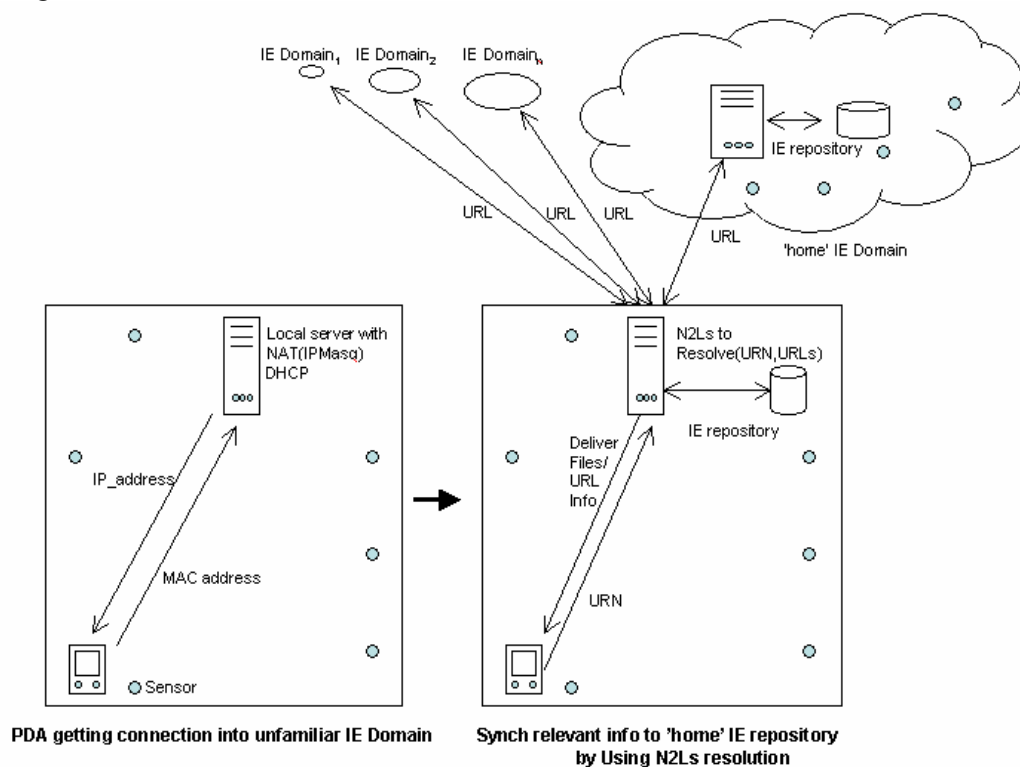 IE Domain1 IE Domain2 IE Domainn
IE repository
URL URL URL URL
'home' IE Domain
Local server with
NAT(IPMasq)
DHCP
IP_address
MAC address
Sensor
N2Ls to
Resolve(URN,URLs)
IE repository
Deliver
Files/
URL
Info
URN
PDA getting connection into unfamiliar IE Domain
Synch relevant info to 'home' IE repository
by Using N2Ls resolution